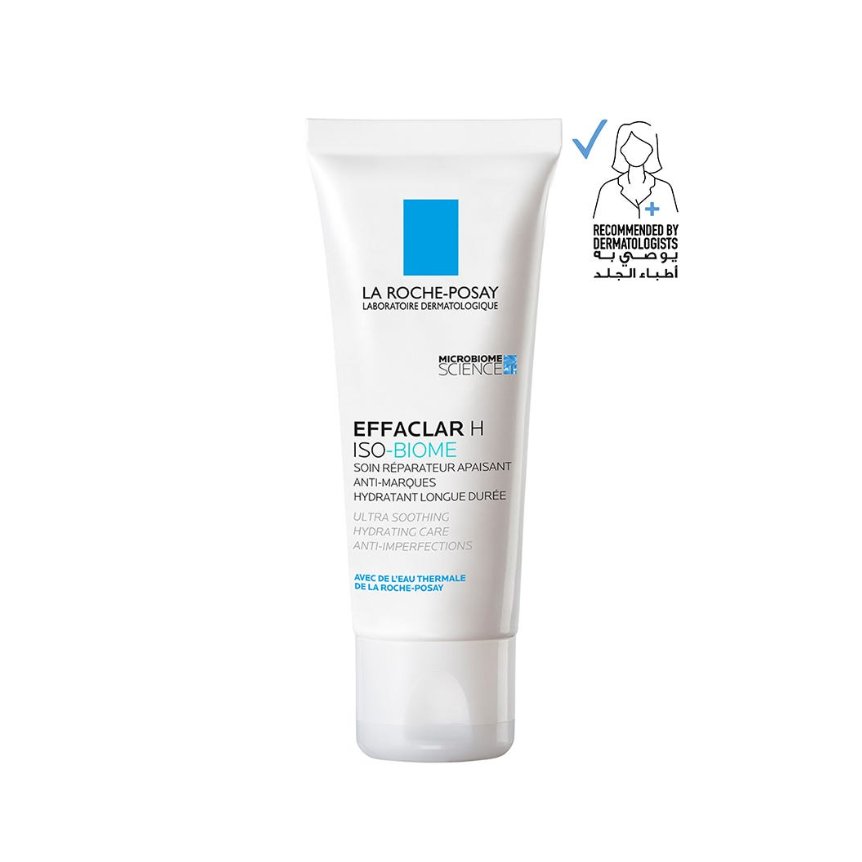 LA ROCHE-POSAY
LABORATOIRE DERMATOLOGIQUE
MICROBIOME
SCIENCE
EFFACLAR H
ISO-BIOME
SOIN RÉPARATEUR APAISANT
ANTI-MARQUES
HYDRATANT LONGUE DURÉE
ULTRA SOOTHING
HYDRATING CARE
ANTI-IMPERFECTIONS
AVEC DE L'EAU THERMALE
DE LA ROCHE-POSAY
RECOMMENDED BY
DERMATOLOGISTS
يوصي به
أطباء الجلد